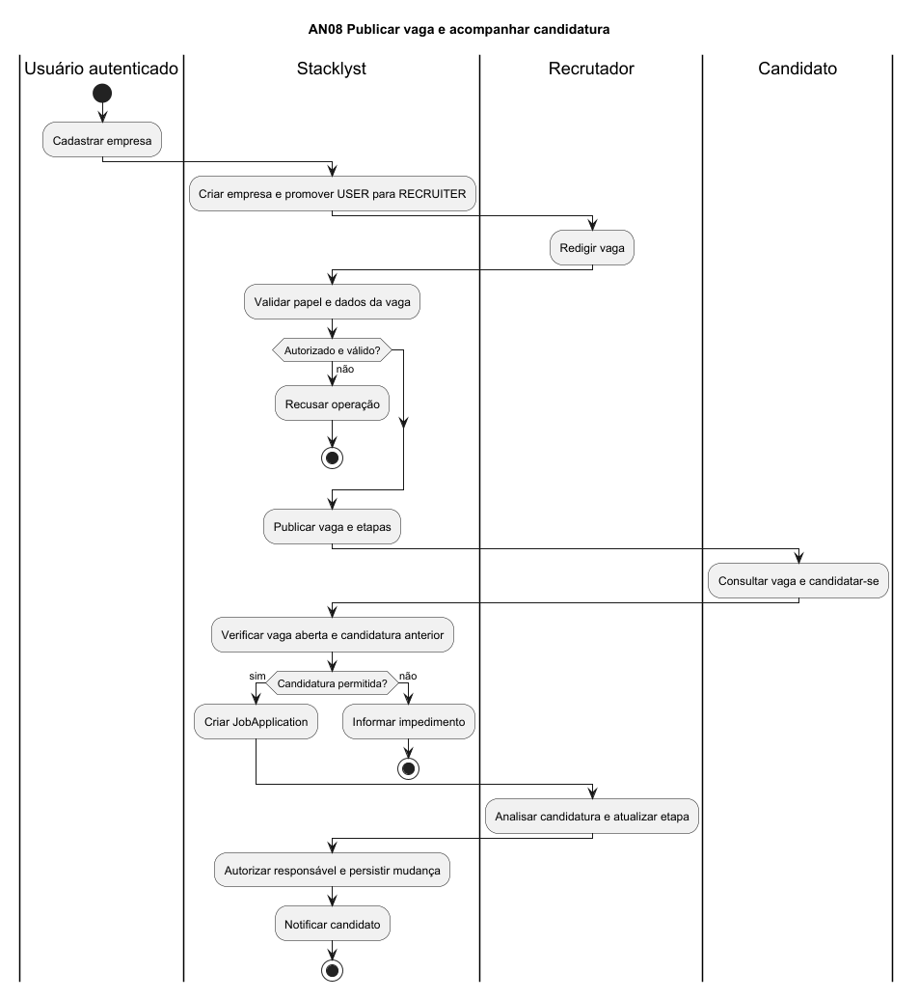 AN08 Publicar vaga e acompanhar candidatura
Usuário autenticado
Stacklyst
Recrutador
Candidato
Cadastrar empresa
Criar empresa e promover USER para RECRUITER
Redigir vaga
Validar papel e dados da vaga
Autorizado e válido?
não
Recusar operação
Publicar vaga e etapas
Consultar vaga e candidatar-se
Verificar vaga aberta e candidatura anterior
sim
Candidatura permitida?
não
Criar JobApplication
Informar impedimento
Analisar candidatura e atualizar etapa
Autorizar responsável e persistir mudança
Notificar candidato